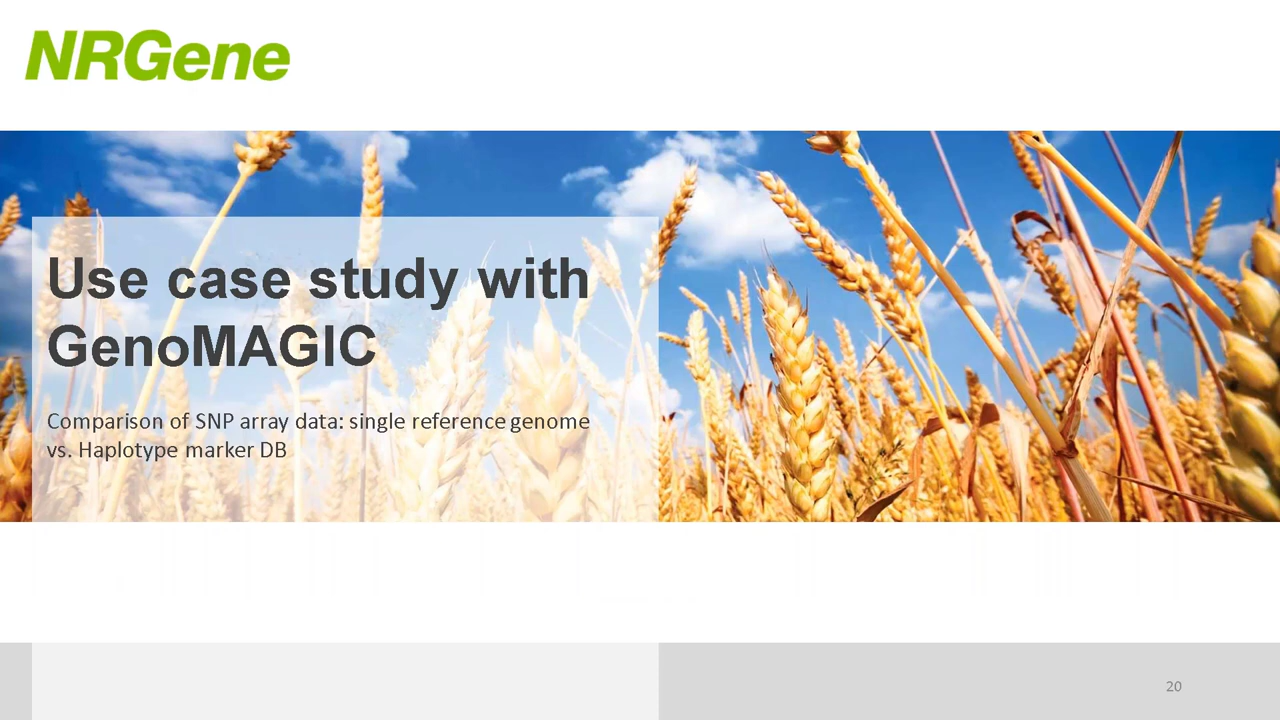 NRGene
Use case study with
GenoMAGIC
Comparison of SNP array data: single reference genome
vs. Haplotype marker DB
20